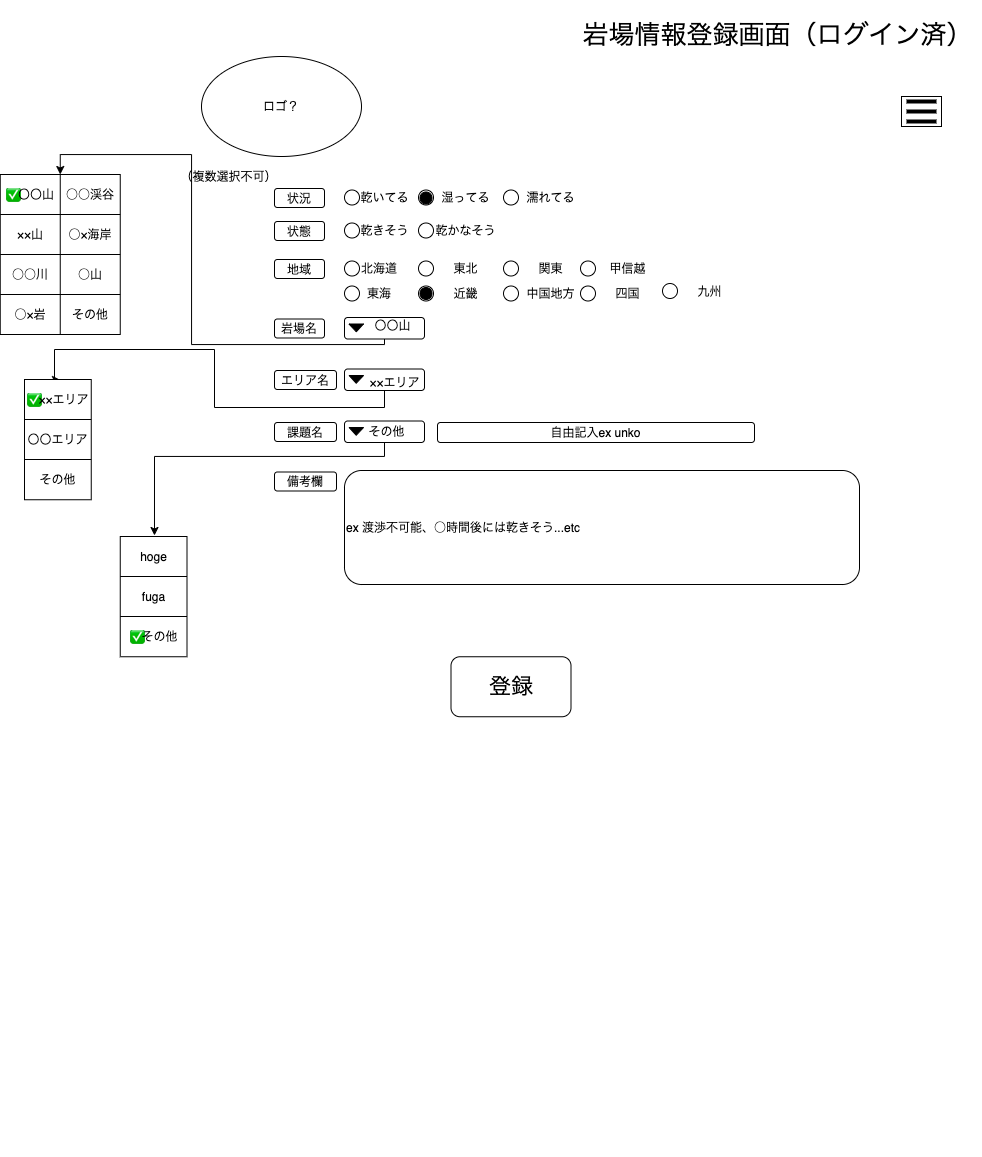 岩場情報登録画面（ログイン済）
ロゴ？
(複数選択不可)
〇〇山 ○○渓谷
××山 ○×海岸
○○川 ○山
○×岩 その他
状況 乾いてる 湿ってる 濡れてる
状態 乾きそう 乾かなそう
地域 北海道 東北 関東 甲信越
東海 近畿 中国地方 四国 九州
岩場名 〇〇山
エリア名 ××エリア
××エリア
〇〇エリア
その他
課題名 その他 自由記入ex unko
備考欄
ex 渡渉不可能、○時間後には乾きそう...etc
hoge
fuga
その他
登録